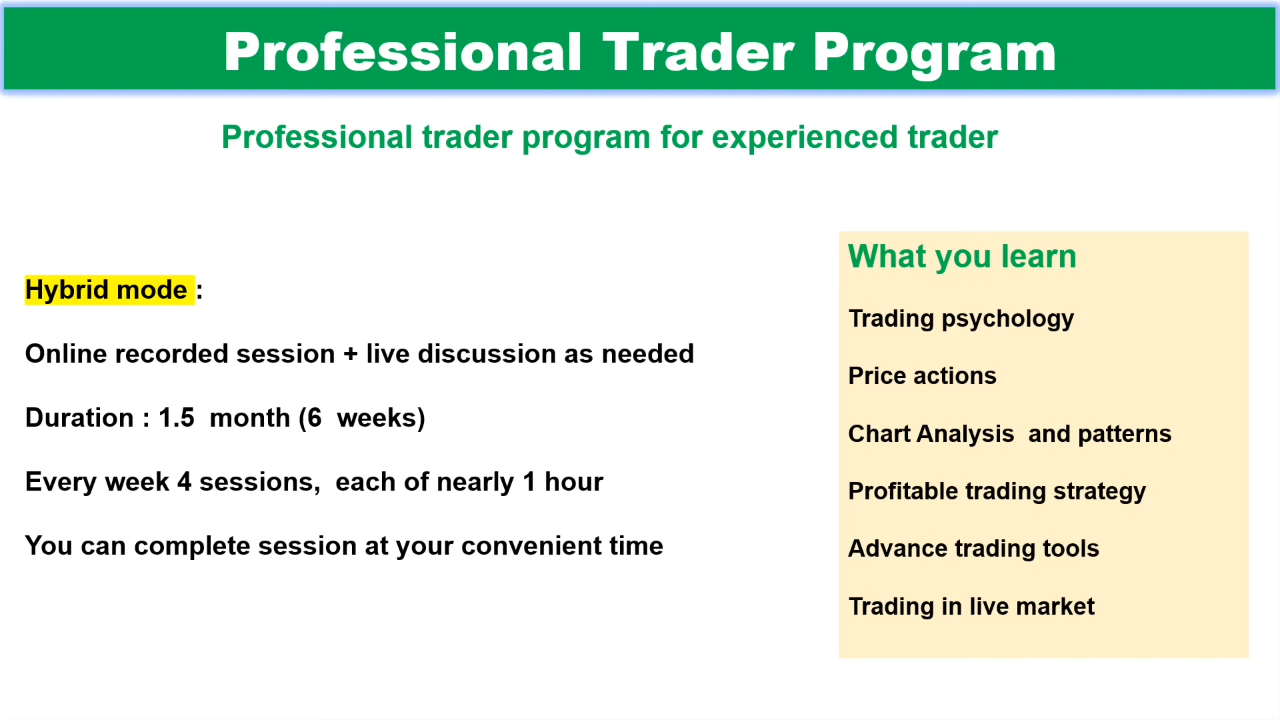 Professional Trader Program
Professional trader program for experienced trader
Hybrid mode :
Online recorded session + live discussion as needed
Duration : 1.5  month (6  weeks)
Every week 4 sessions,  each of nearly 1 hour
You can complete session at your convenient time
What you learn
Trading psychology
Price actions
Chart Analysis  and patterns
Profitable trading strategy
Advance trading tools
Trading in live market